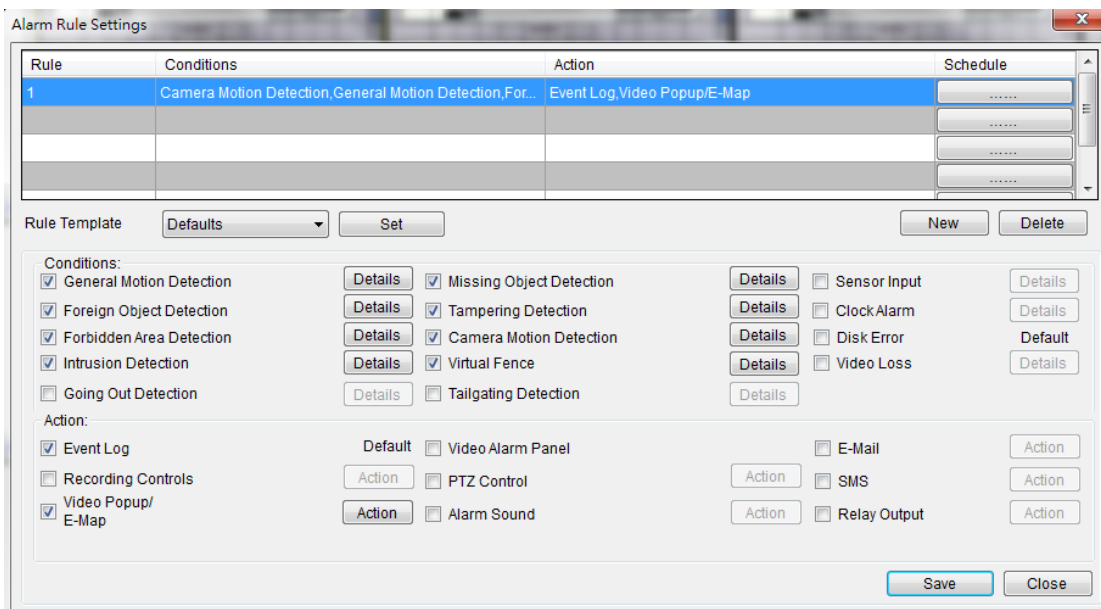 Alarm Rule Settings
Rule Conditions Action Schedule
1 Camera Motion Detection,General Motion Detection,For... Event Log,Video Popup/E-Map ......
......
......
......
Rule Template Defaults Set New Delete
Conditions:
General Motion Detection Details Missing Object Detection Details Sensor Input Details
Foreign Object Detection Details Tampering Detection Details Clock Alarm Details
Forbidden Area Detection Details Camera Motion Detection Details Disk Error Default
Intrusion Detection Details Virtual Fence Details Video Loss Details
Going Out Detection Details Tailgating Detection Details
Action:
Event Log Default Video Alarm Panel E-Mail Action
Recording Controls Action PTZ Control Action SMS Action
Video Popup/
E-Map Action Alarm Sound Action Relay Output Action
Save Close